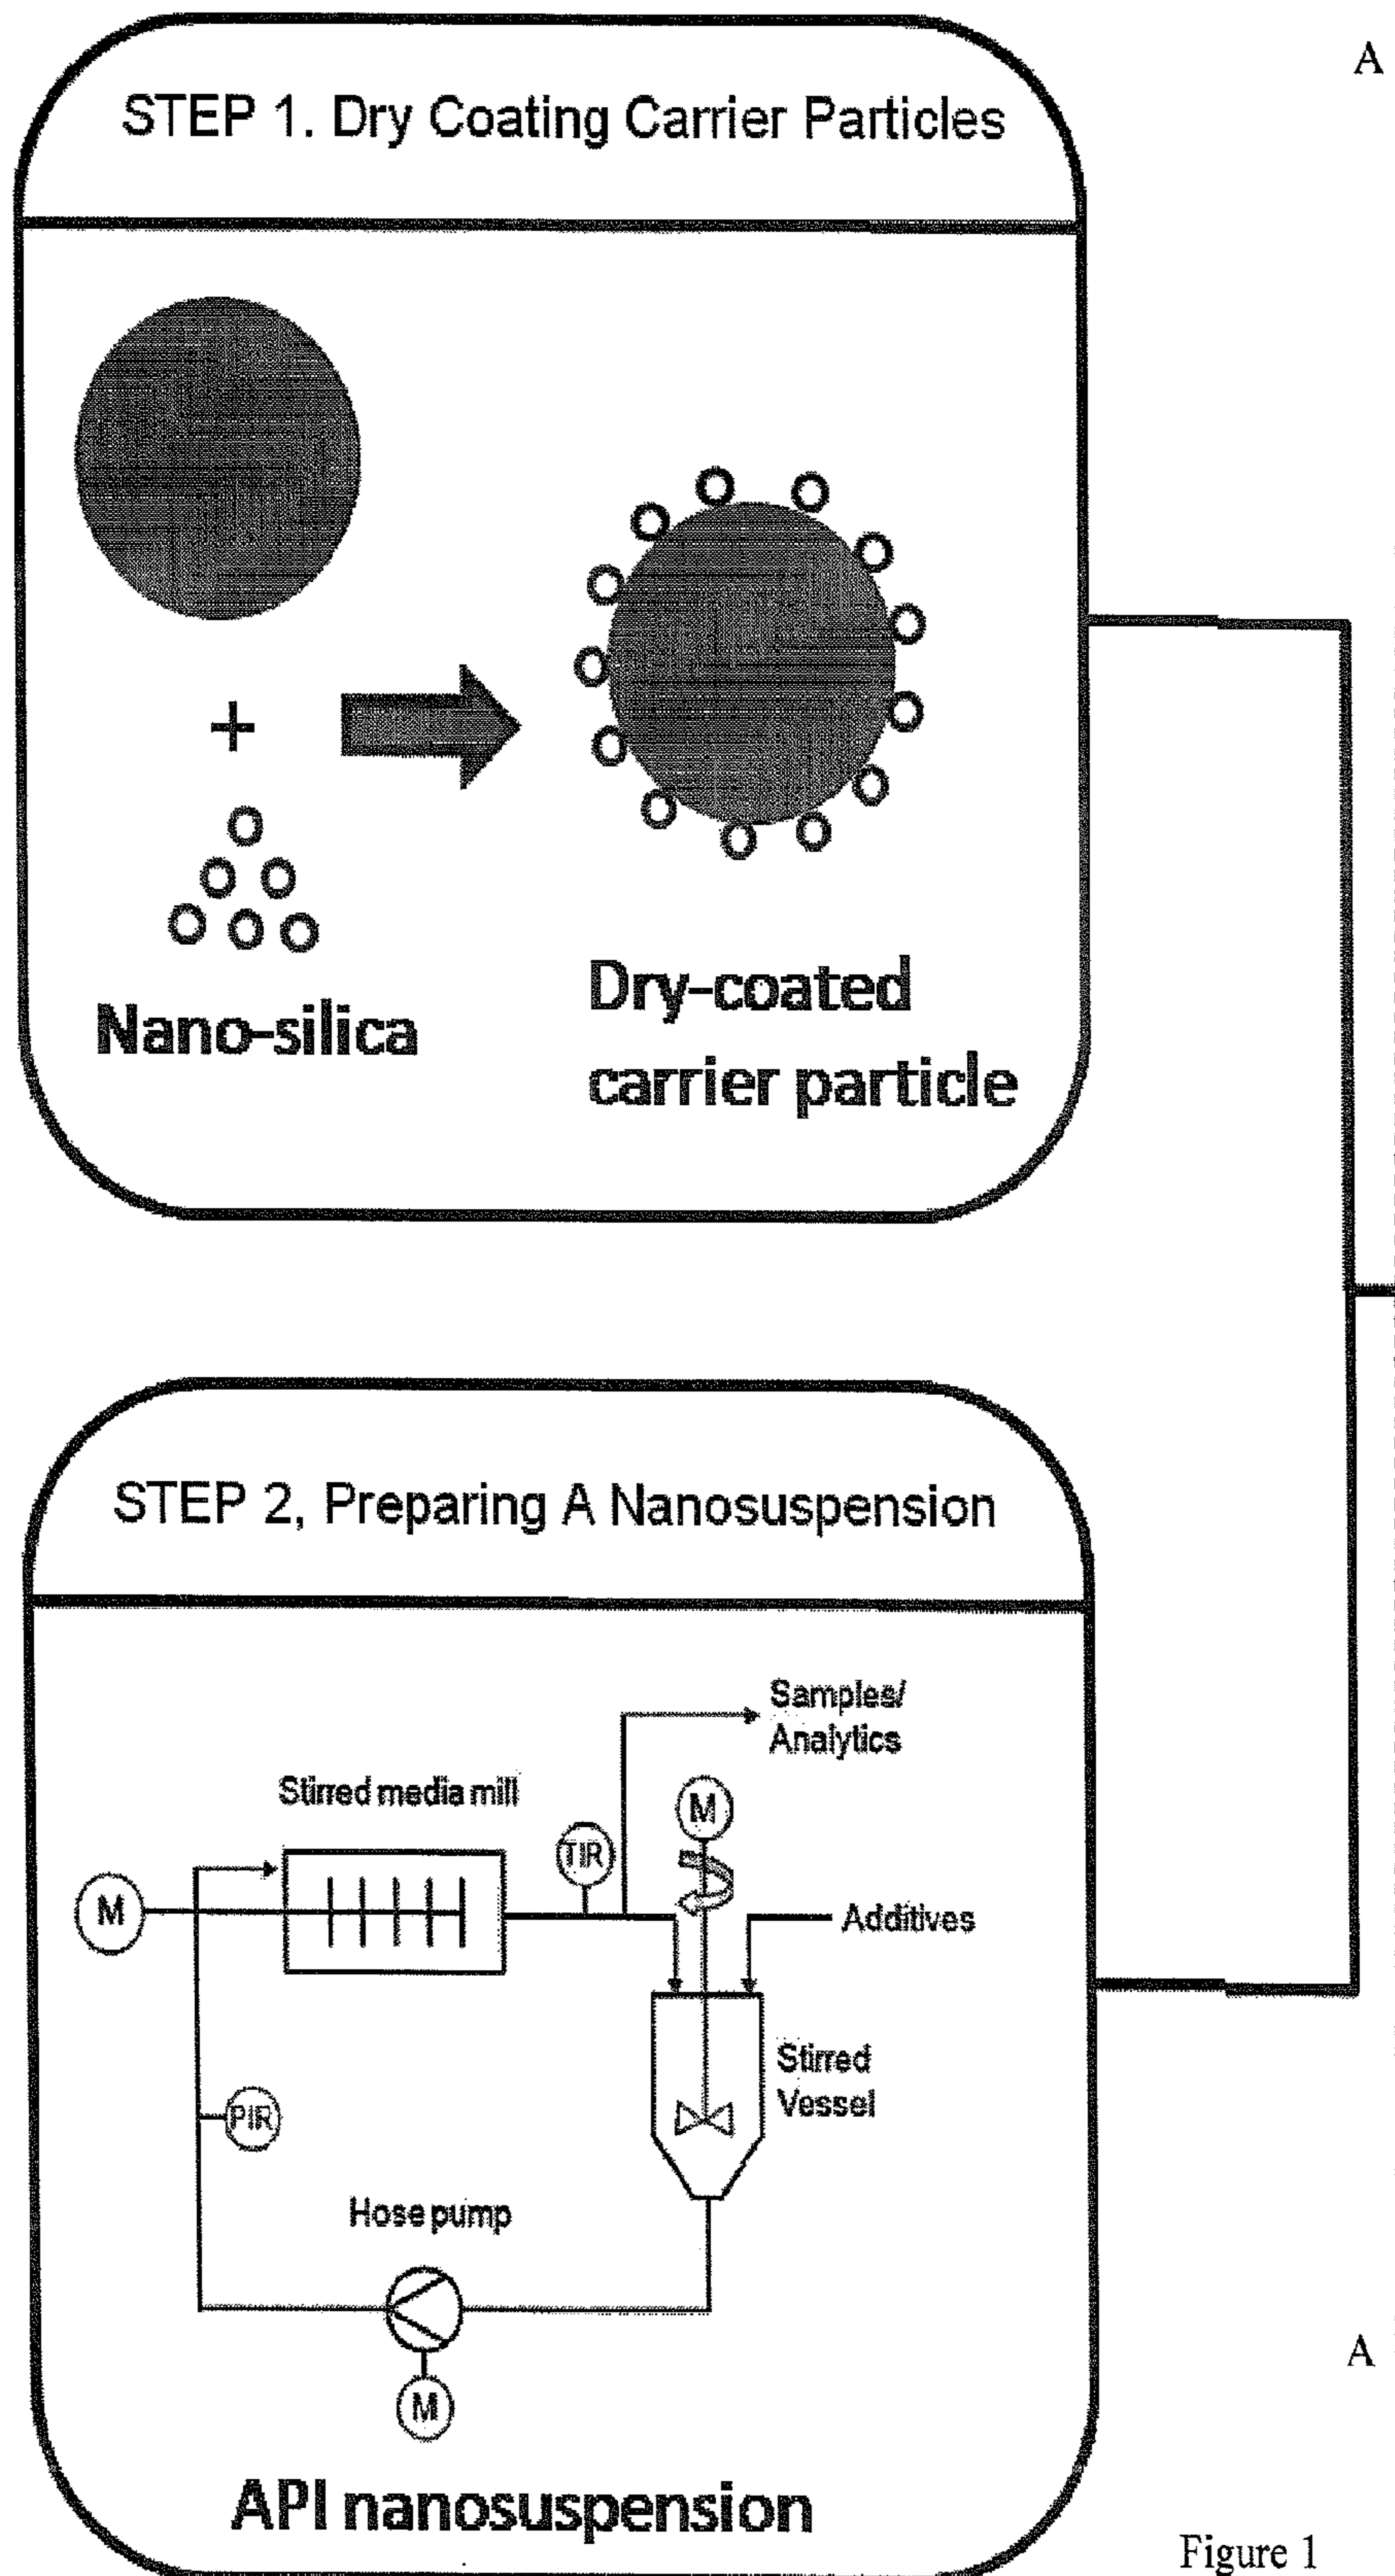 A
STEP 1. Dry Coating Carrier Particles
+
Nano-silica
Dry-coated
carrier particle
STEP 2, Preparing A Nanosuspension
Samples/
Analytics
Stirred media mill
M
TIR
M
Additives
Stirred
Vessel
PIR
Hose pump
M
A
API nanosuspension
Figure 1